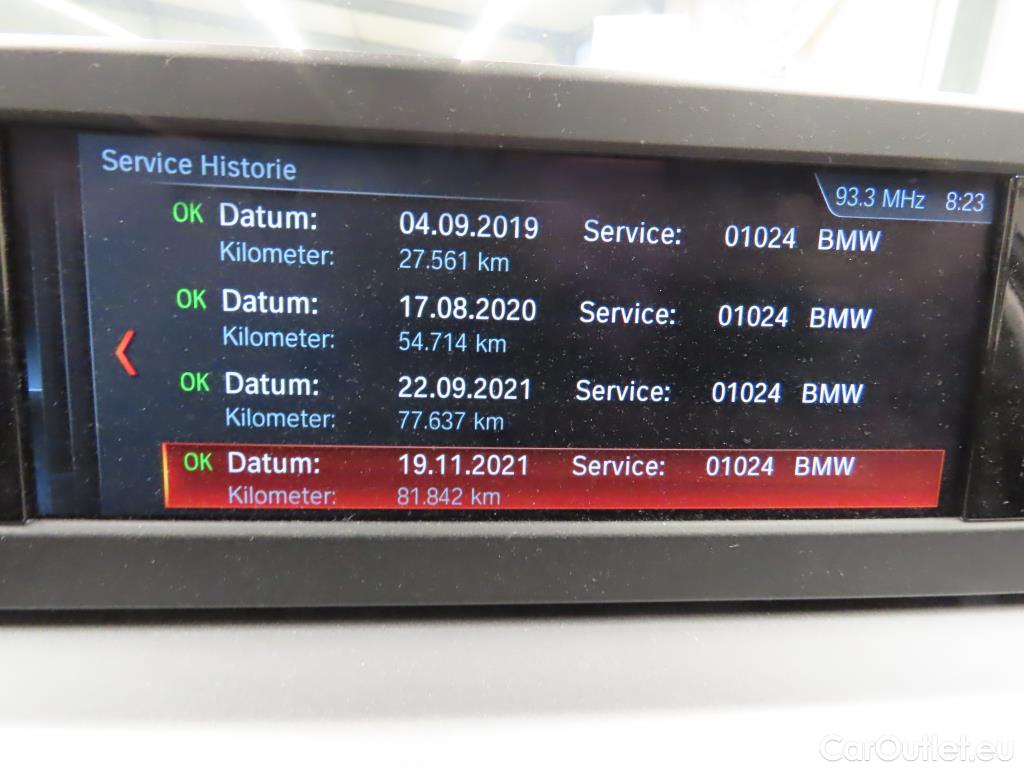 Service Historie
93.3 MHz 8:23
OK Datum: 04.09.2019 Service: 01024 BMW
Kilometer: 27.561 km
OK Datum: 17.08.2020 Service: 01024 BMW
Kilometer: 54.714 km
OK Datum: 22.09.2021 Service: 01024 BMW
Kilometer: 77.637 km
OK Datum: 19.11.2021 Service: 01024 BMW
Kilometer: 81.842 km
CarOutlet.eu